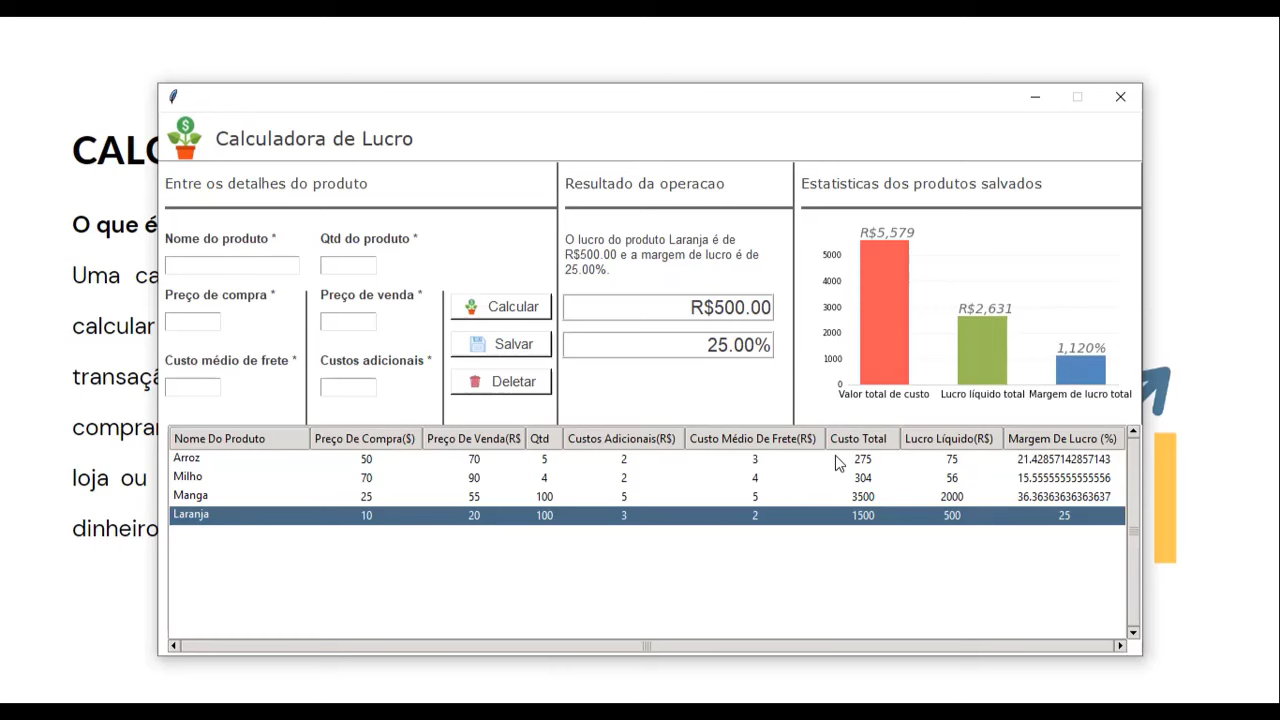 CALC
O que é
Uma ca
calcular
transaçã
compran
loja ou
dinheiro
Calculadora de Lucro
Entre os detalhes do produto
Nome do produto *
Qtd do produto *
Preço de compra *
Preço de venda *
Custo médio de frete *
Custos adicionais *
Calcular
Salvar
Deletar
Resultado da operacao
O lucro do produto Laranja é de
R$500.00 e a margem de lucro é de
25.00%.
R$500.00
25.00%
Estatisticas dos produtos salvados
R$5,579
R$2,631
1,120%
5000
4000
3000
2000
1000
0
Valor total de custo Lucro líquido total Margem de lucro total
Nome Do Produto Preço De Compra($) Preço De Venda(R$ Qtd Custos Adicionais(R$) Custo Médio De Frete(R$) Custo Total Lucro Líquido(R$) Margem De Lucro (%)
Arroz 50 70 5 2 3 275 75 21.42857142857143
Milho 70 90 4 2 4 304 56 15.55555555555556
Manga 25 55 100 5 5 3500 2000 36.36363636363637
Laranja 10 20 100 3 2 1500 500 25